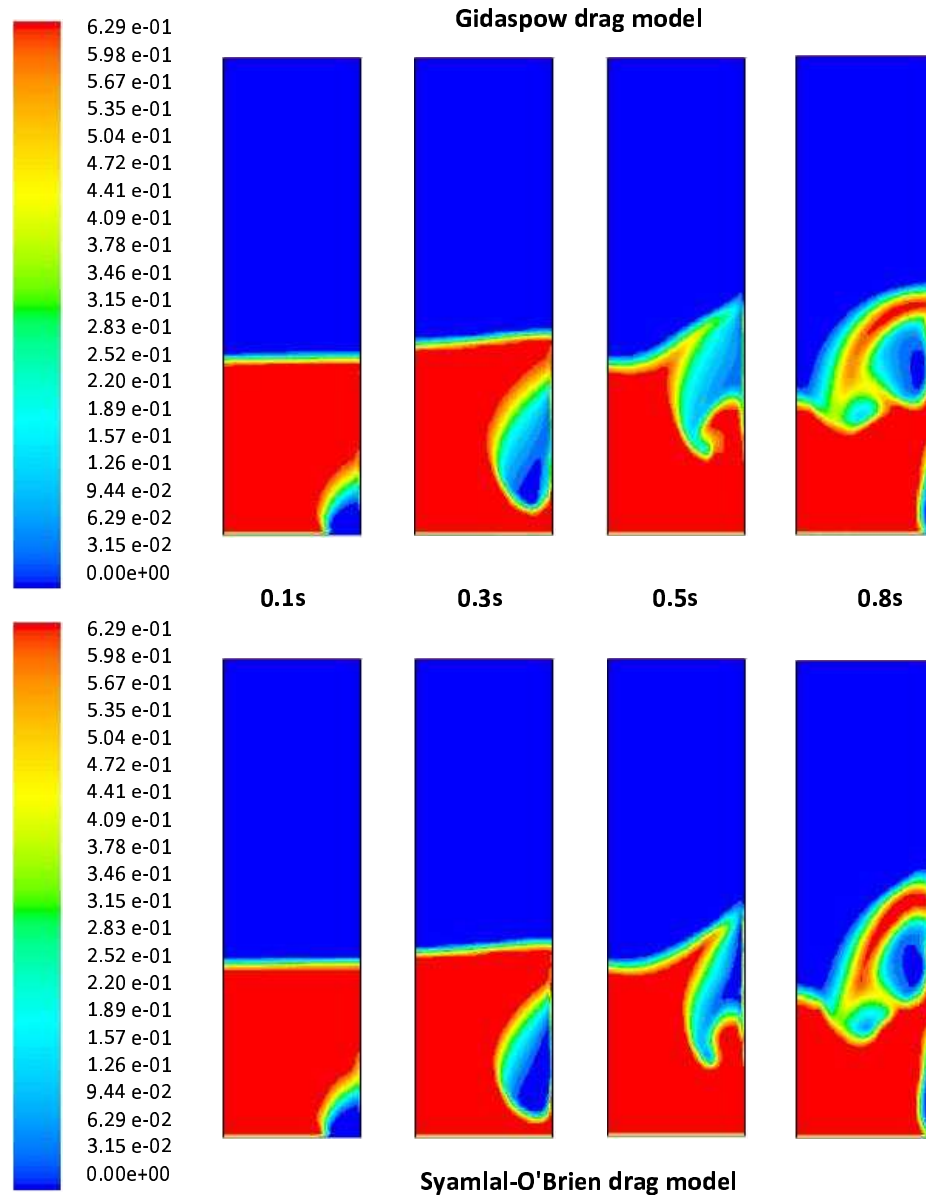 Gidaspow drag model
6.29 e-01
5.98 e-01
5.67 e-01
5.35 e-01
5.04 e-01
4.72 e-01
4.41 e-01
4.09 e-01
3.78 e-01
3.46 e-01
3.15 e-01
2.83 e-01
2.52 e-01
2.20 e-01
1.89 e-01
1.57 e-01
1.26 e-01
9.44 e-02
6.29 e-02
3.15 e-02
0.00e+00
0.1s 0.3s 0.5s 0.8s
6.29 e-01
5.98 e-01
5.67 e-01
5.35 e-01
5.04 e-01
4.72 e-01
4.41 e-01
4.09 e-01
3.78 e-01
3.46 e-01
3.15 e-01
2.83 e-01
2.52 e-01
2.20 e-01
1.89 e-01
1.57 e-01
1.26 e-01
9.44 e-02
6.29 e-02
3.15 e-02
0.00e+00
Syamlal-O'Brien drag model